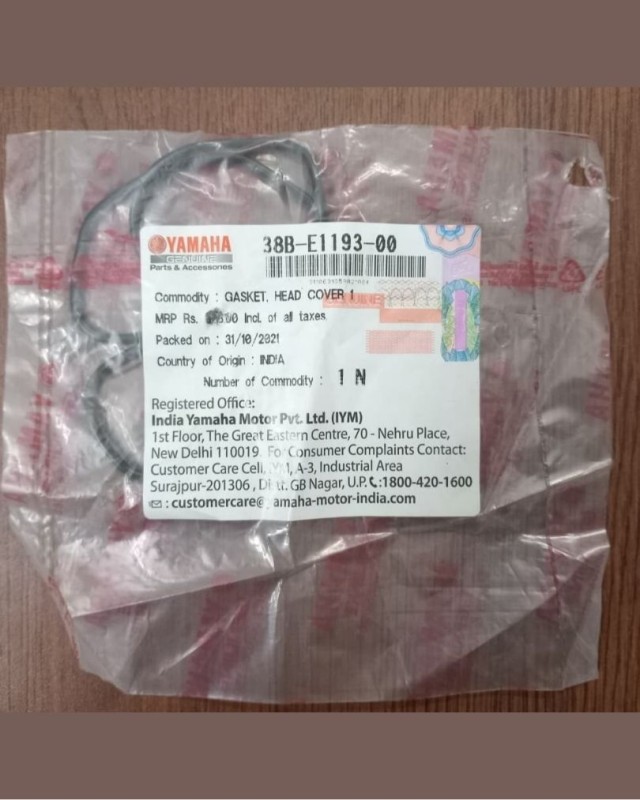 YAMAHA
GENUINE
Parts & Accessories
38B-E1193-00
Commodity : GASKET, HEAD COVER 1
MRP Rs. Incl. of all taxes
Packed on : 31/10/2021
Country of Origin : INDIA
Number of Commodity : 1 N
Registered Office:
India Yamaha Motor Pvt. Ltd. (IYM)
1st Floor, The Great Eastern Centre, 70 - Nehru Place,
New Delhi 110019. For Consumer Complaints Contact:
Customer Care Cell, A-3, Industrial Area
Surajpur-201306, GB Nagar, U.P. :1800-420-1600
: customercare@ amaha-motor-india.com